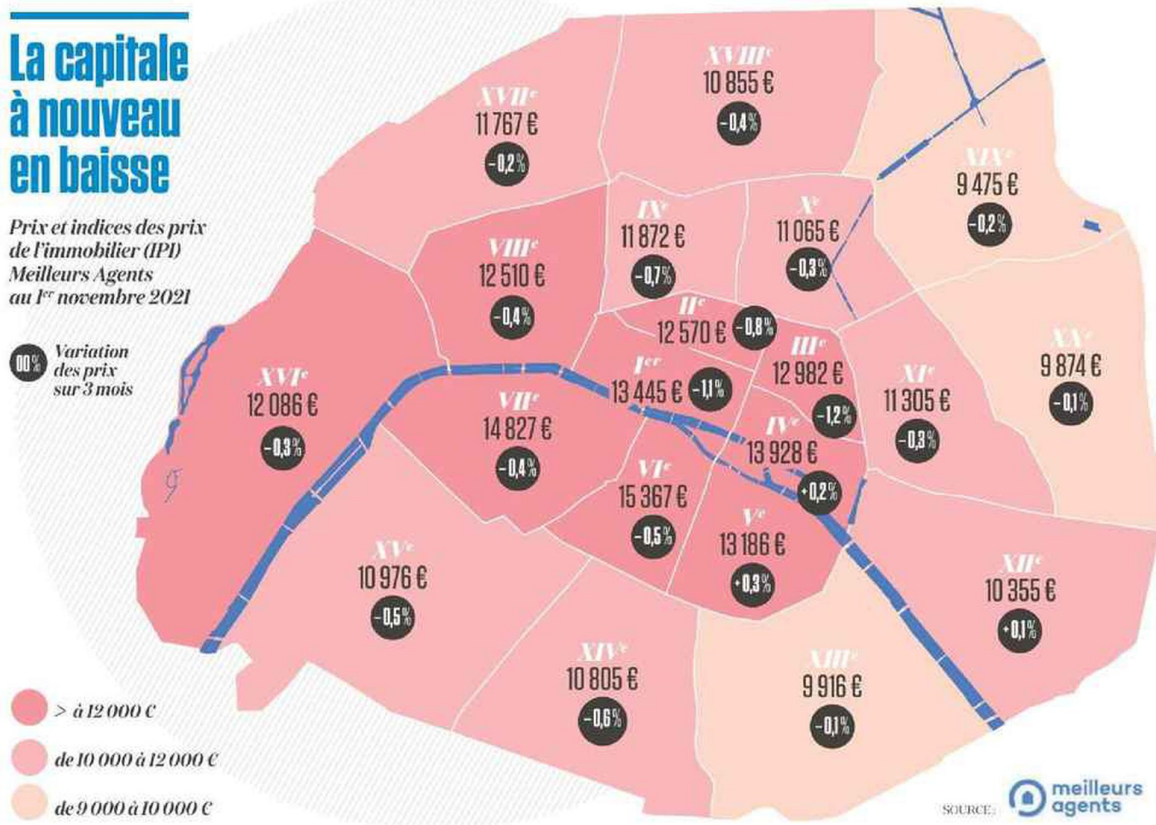 La capitale
à nouveau
en baisse
Prix et indices des prix
de l'immobilier (IPI)
Meilleurs Agents
au 1er novembre 2021
00%
Variation
des prix
sur 3 mois
XVIIe
11 767 €
-0,2%
XVIIIe
10 855 €
-0,4%
XIXe
9 475 €
-0,2%
VIIIe
12 510 €
-0,4%
IXe
11 872 €
-0,7%
Xe
11 065 €
-0,3%
IIe
12 570 €
-0,8%
IIIe
12 982 €
-1,2%
Ier
13 445 €
-1,1%
XIe
11 305 €
-0,3%
XXe
9 874 €
-0,1%
XVIe
12 086 €
-0,3%
VIIe
14 827 €
-0,4%
IVe
13 928 €
+0,2%
VIe
15 367 €
-0,5%
Ve
13 186 €
+0,3%
XVe
10 976 €
-0,5%
XIIe
10 355 €
+0,1%
XIVe
10 805 €
-0,6%
XIIIe
9 916 €
-0,1%
> à 12 000 €
de 10 000 à 12 000 €
de 9 000 à 10 000 €
SOURCE :
meilleurs
agents